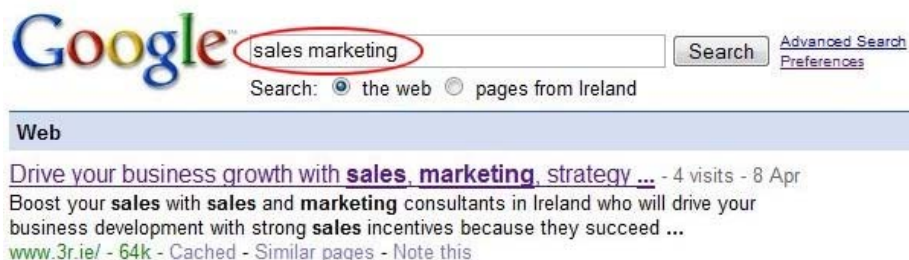 Google™
sales marketing
Search
Advanced Search
Preferences
Search: the web pages from Ireland
Web
Drive your business growth with sales, marketing, strategy ... - 4 visits - 8 Apr
Boost your sales with sales and marketing consultants in Ireland who will drive your
business development with strong sales incentives because they succeed ...
www.3r.ie/ - 64k - Cached - Similar pages - Note this